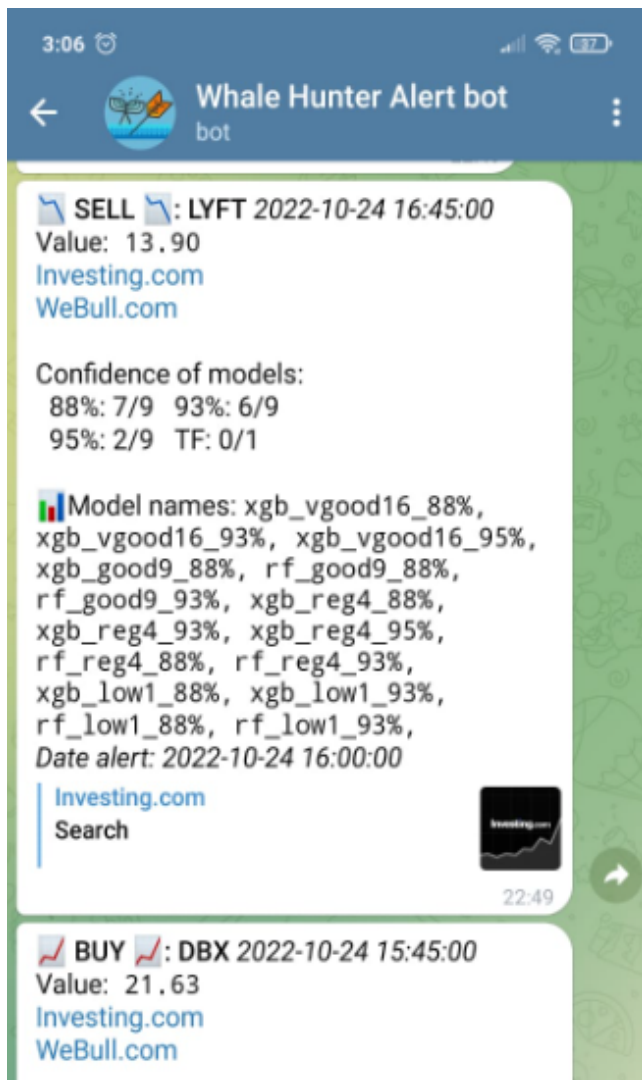 3:06
37
Whale Hunter Alert bot
bot
SELL : LYFT 2022-10-24 16:45:00
Value: 13.90
Investing.com
WeBull.com
Confidence of models:
88%: 7/9 93%: 6/9
95%: 2/9 TF: 0/1
Model names: xgb_vgood16_88%,
xgb_vgood16_93%, xgb_vgood16_95%,
xgb_good9_88%, rf_good9_88%,
rf_good9_93%, xgb_reg4_88%,
xgb_reg4_93%, xgb_reg4_95%,
rf_reg4_88%, rf_reg4_93%,
xgb_low1_88%, xgb_low1_93%,
rf_low1_88%, rf_low1_93%,
Date alert: 2022-10-24 16:00:00
Investing.com
Search
Investing.com
22:49
BUY : DBX 2022-10-24 15:45:00
Value: 21.63
Investing.com
WeBull.com